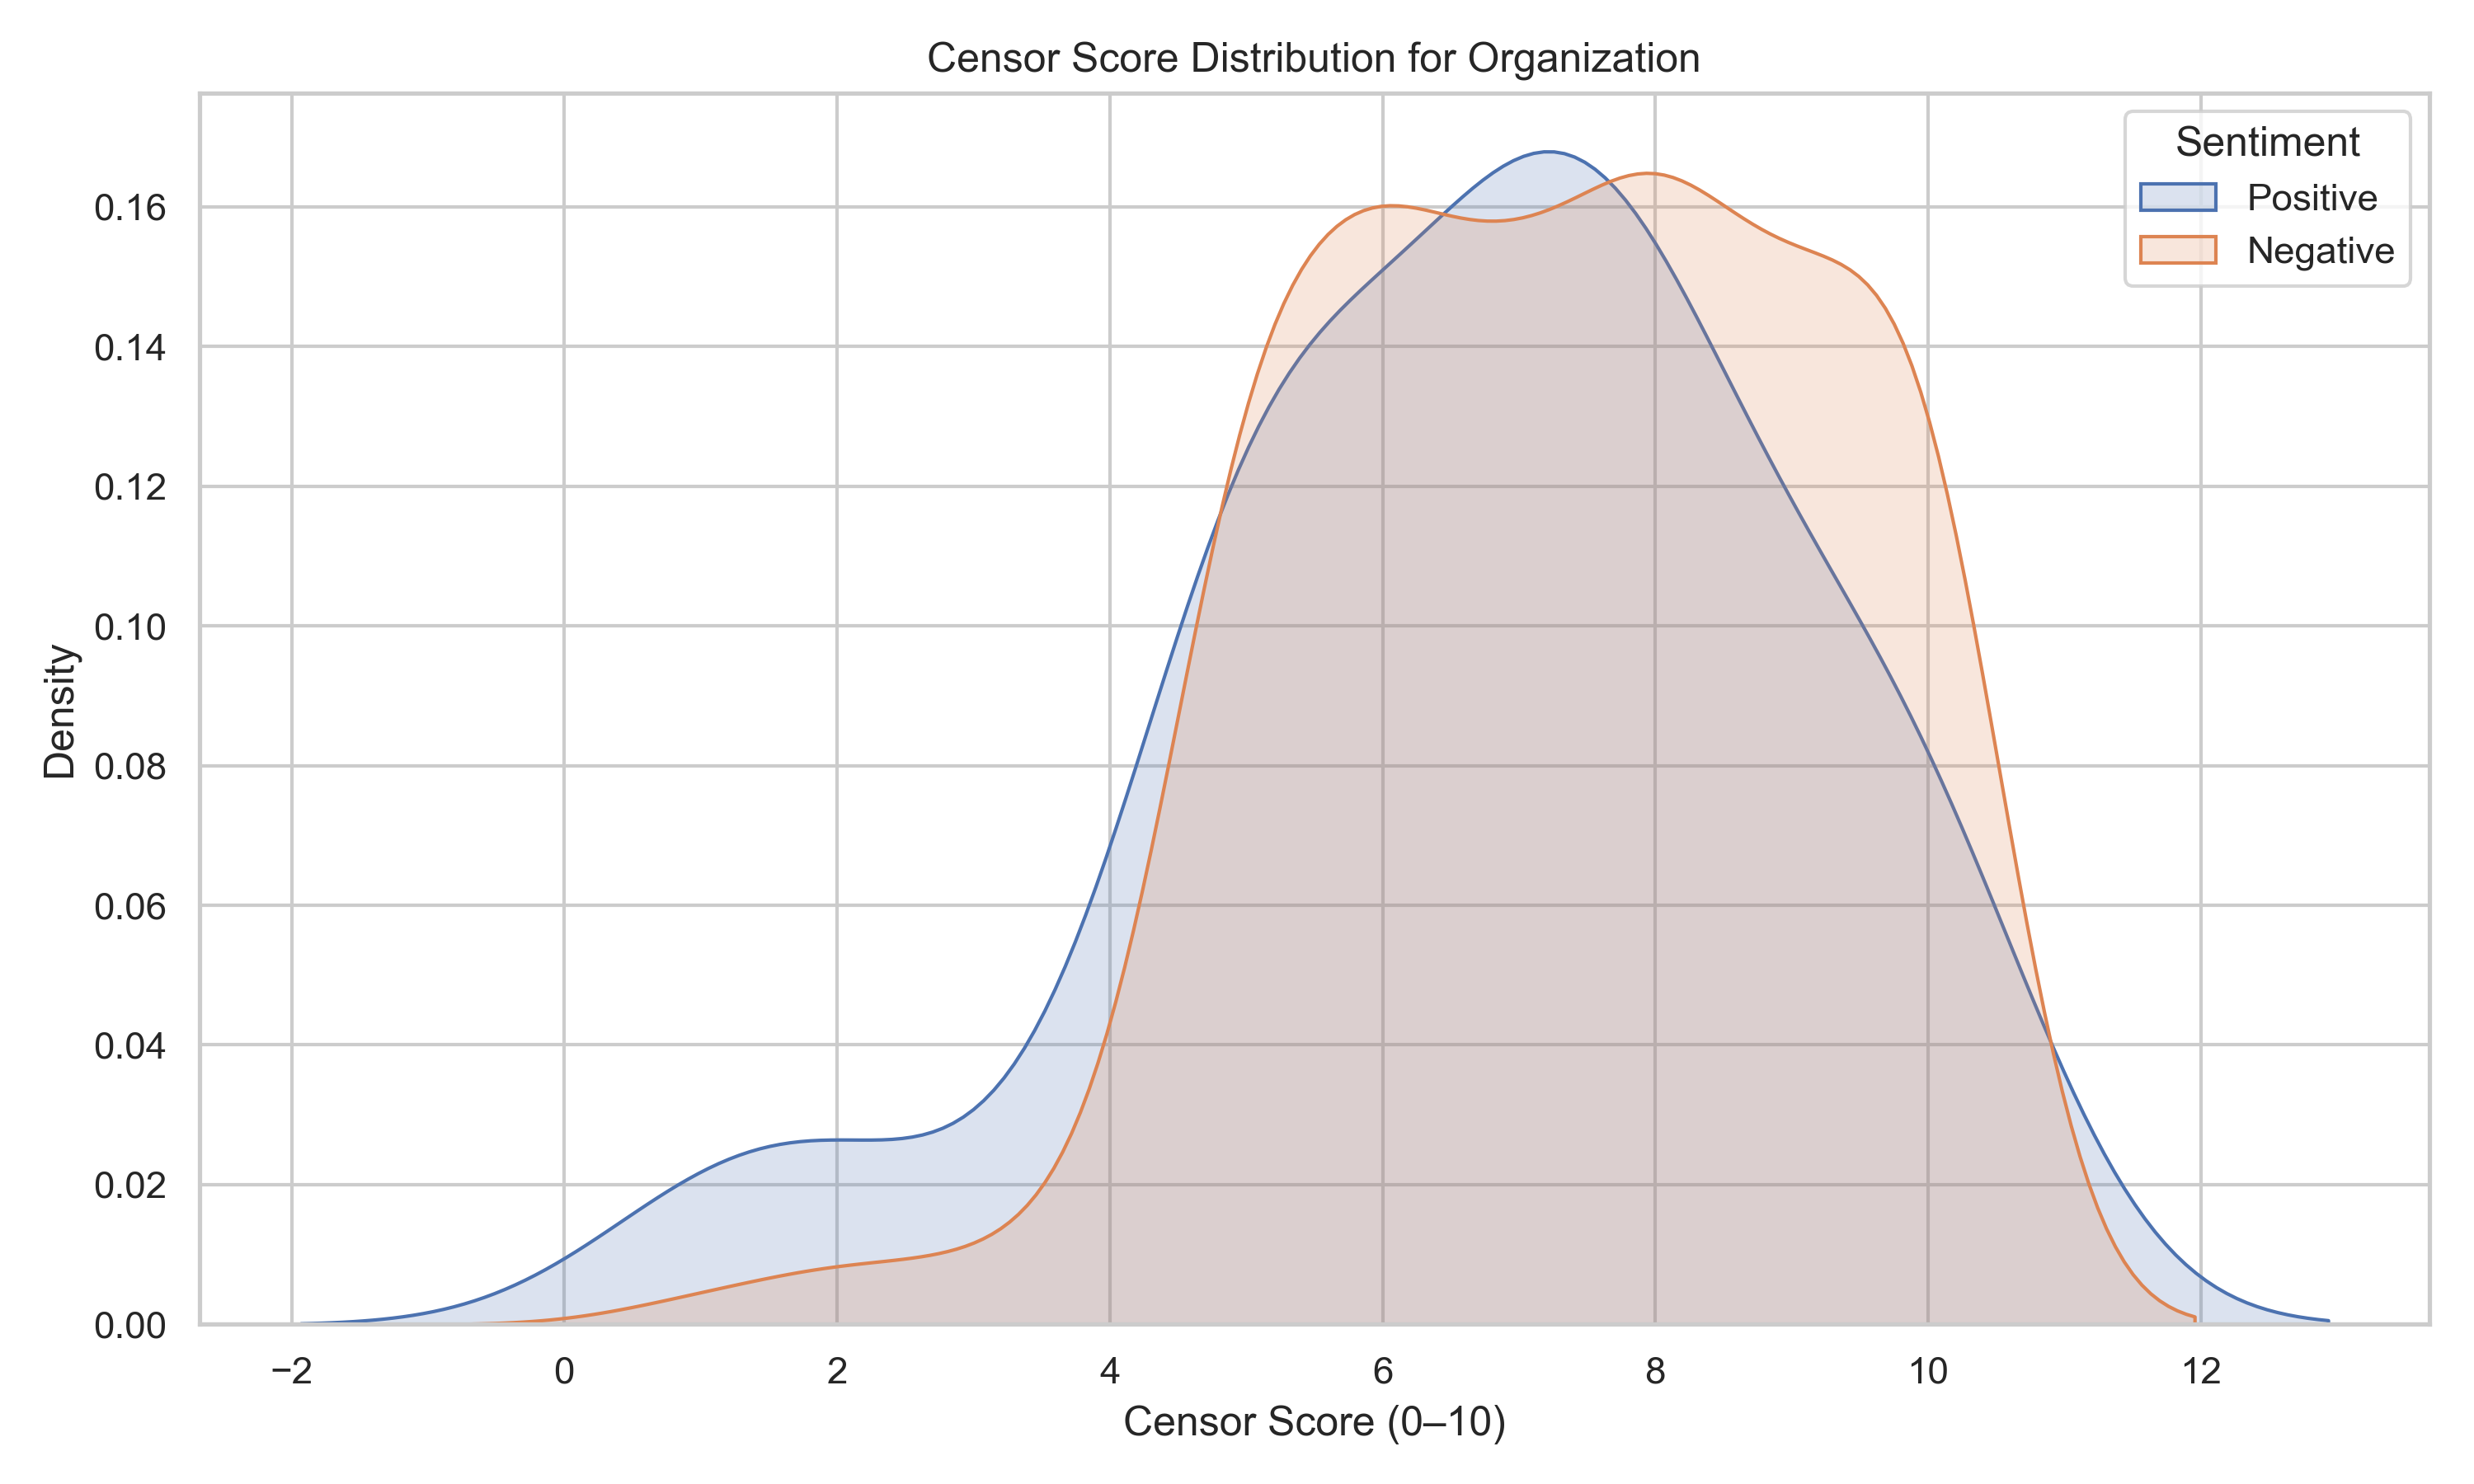 Censor Score Distribution for Organization
Sentiment
Positive
Negative
Density
0.16
0.14
0.12
0.10
0.08
0.06
0.04
0.02
0.00
−2 0 2 4 6 8 10 12
Censor Score (0–10)